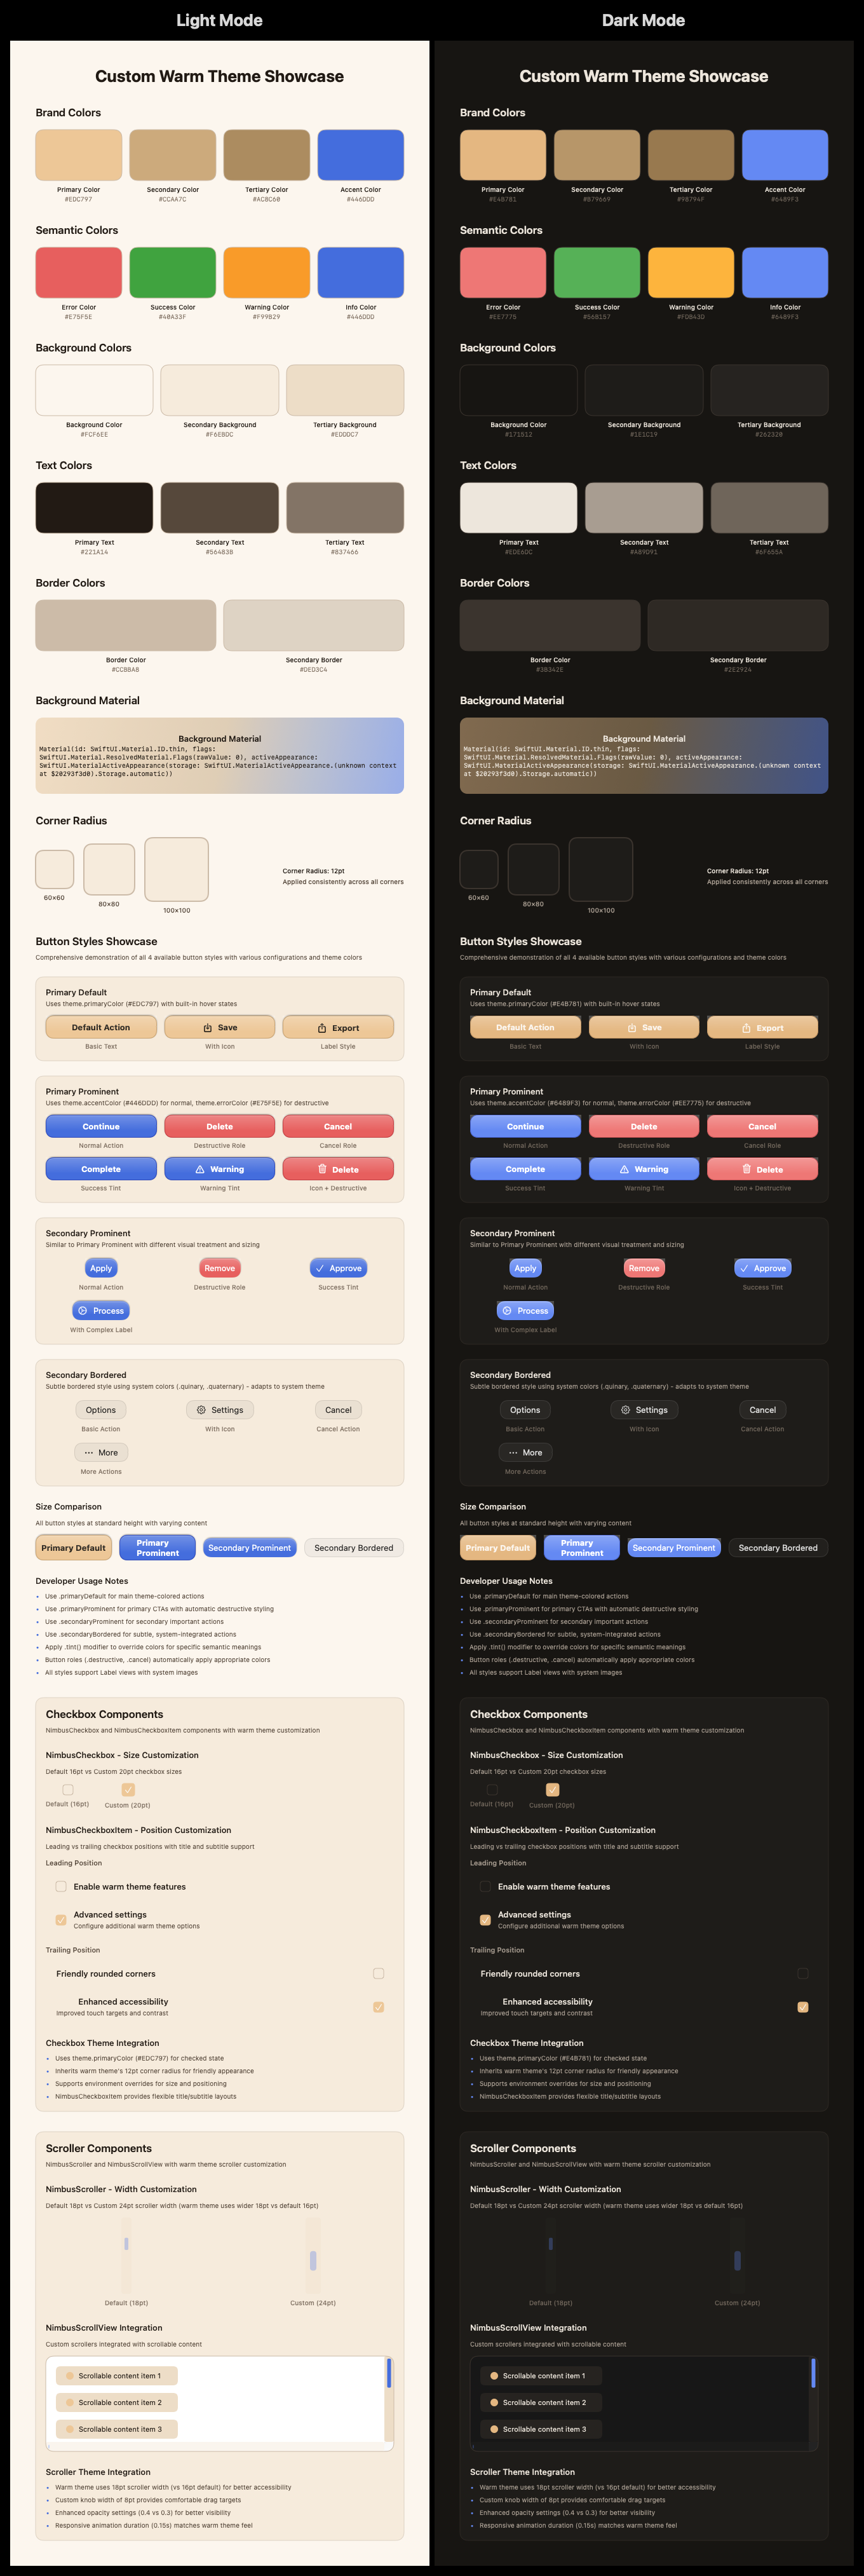 Light Mode
Custom Warm Theme Showcase
Brand Colors
Primary Color
Secondary Color
Tertiary Color
Accent Color
#EDC797
#CCAA7C
#AC8C60
#446DDD
Semantic Colors
Error Color
Success Color
Warning Color
Info Color
#E75F5E
#40A33F
#F99B29
#446DDD
Background Colors
Background Color
Secondary Background
Tertiary Background
#FCF6EE
#F6EBDC
#EDDDC7
Text Colors
Primary Text
Secondary Text
Tertiary Text
#221A14
#564B3B
#837466
Border Colors
Border Color
Secondary Border
#CCBBA8
#DED3C4
Background Material
Background Material
Material(id: SwiftUI.Material.ID.thin, flags:
SwiftUI.Material.ResolvedMaterial.Flags(rawValue: 0), activeAppearance:
SwiftUI.MaterialActiveAppearance(storage: SwiftUI.MaterialActiveAppearance.(unknown context
at $20293f3d0).Storage.automatic))
Corner Radius
60×60
80×80
100×100
Corner Radius: 12pt
Applied consistently across all corners
Button Styles Showcase
Comprehensive demonstration of all 4 available button styles with various configurations and theme colors
Primary Default
Uses theme.primaryColor (#EDC797) with built-in hover states
Default Action
Save
Export
Basic Text
With Icon
Label Style
Primary Prominent
Uses theme.accentColor (#446DDD) for normal, theme.errorColor (#E75F5E) for destructive
Continue
Delete
Cancel
Normal Action
Destructive Role
Cancel Role
Complete
Warning
Delete
Success Tint
Warning Tint
Icon + Destructive
Secondary Prominent
Similar to Primary Prominent with different visual treatment and sizing
Apply
Remove
Approve
Normal Action
Destructive Role
Success Tint
Process
With Complex Label
Secondary Bordered
Subtle bordered style using system colors (.quinary, .quaternary) - adapts to system theme
Options
Settings
Cancel
Basic Action
With Icon
Cancel Action
More
More Actions
Size Comparison
All button styles at standard height with varying content
Primary Default
Primary
Prominent
Secondary Prominent
Secondary Bordered
Developer Usage Notes
• Use .primaryDefault for main theme-colored actions
• Use .primaryProminent for primary CTAs with automatic destructive styling
• Use .secondaryProminent for secondary important actions
• Use .secondaryBordered for subtle, system-integrated actions
• Apply .tint() modifier to override colors for specific semantic meanings
• Button roles (.destructive, .cancel) automatically apply appropriate colors
• All styles support Label views with system images
Checkbox Components
NimbusCheckbox and NimbusCheckboxItem components with warm theme customization
NimbusCheckbox - Size Customization
Default 16pt vs Custom 20pt checkbox sizes
Default (16pt)
Custom (20pt)
NimbusCheckboxItem - Position Customization
Leading vs trailing checkbox positions with title and subtitle support
Leading Position
Enable warm theme features
Advanced settings
Configure additional warm theme options
Trailing Position
Friendly rounded corners
Enhanced accessibility
Improved touch targets and contrast
Checkbox Theme Integration
• Uses theme.primaryColor (#EDC797) for checked state
• Inherits warm theme's 12pt corner radius for friendly appearance
• Supports environment overrides for size and positioning
• NimbusCheckboxItem provides flexible title/subtitle layouts
Scroller Components
NimbusScroller and NimbusScrollView with warm theme scroller customization
NimbusScroller - Width Customization
Default 18pt vs Custom 24pt scroller width (warm theme uses wider 18pt vs default 16pt)
Default (18pt)
Custom (24pt)
NimbusScrollView Integration
Custom scrollers integrated with scrollable content
Scrollable content item 1
Scrollable content item 2
Scrollable content item 3
Scroller Theme Integration
• Warm theme uses 18pt scroller width (vs 16pt default) for better accessibility
• Custom knob width of 8pt provides comfortable drag targets
• Enhanced opacity settings (0.4 vs 0.3) for better visibility
• Responsive animation duration (0.15s) matches warm theme feel
Dark Mode
Custom Warm Theme Showcase
Brand Colors
Primary Color
Secondary Color
Tertiary Color
Accent Color
#E4B781
#B79669
#98794F
#6489F3
Semantic Colors
Error Color
Success Color
Warning Color
Info Color
#EE7775
#56B157
#FDB43D
#6489F3
Background Colors
Background Color
Secondary Background
Tertiary Background
#171512
#1E1C19
#262320
Text Colors
Primary Text
Secondary Text
Tertiary Text
#EDE6DC
#A89D91
#6F655A
Border Colors
Border Color
Secondary Border
#3B342E
#2E2924
Background Material
Background Material
Material(id: SwiftUI.Material.ID.thin, flags:
SwiftUI.Material.ResolvedMaterial.Flags(rawValue: 0), activeAppearance:
SwiftUI.MaterialActiveAppearance(storage: SwiftUI.MaterialActiveAppearance.(unknown context
at $20293f3d0).Storage.automatic))
Corner Radius
60×60
80×80
100×100
Corner Radius: 12pt
Applied consistently across all corners
Button Styles Showcase
Comprehensive demonstration of all 4 available button styles with various configurations and theme colors
Primary Default
Uses theme.primaryColor (#E4B781) with built-in hover states
Default Action
Save
Export
Basic Text
With Icon
Label Style
Primary Prominent
Uses theme.accentColor (#6489F3) for normal, theme.errorColor (#EE7775) for destructive
Continue
Delete
Cancel
Normal Action
Destructive Role
Cancel Role
Complete
Warning
Delete
Success Tint
Warning Tint
Icon + Destructive
Secondary Prominent
Similar to Primary Prominent with different visual treatment and sizing
Apply
Remove
Approve
Normal Action
Destructive Role
Success Tint
Process
With Complex Label
Secondary Bordered
Subtle bordered style using system colors (.quinary, .quaternary) - adapts to system theme
Options
Settings
Cancel
Basic Action
With Icon
Cancel Action
More
More Actions
Size Comparison
All button styles at standard height with varying content
Primary Default
Primary
Prominent
Secondary Prominent
Secondary Bordered
Developer Usage Notes
• Use .primaryDefault for main theme-colored actions
• Use .primaryProminent for primary CTAs with automatic destructive styling
• Use .secondaryProminent for secondary important actions
• Use .secondaryBordered for subtle, system-integrated actions
• Apply .tint() modifier to override colors for specific semantic meanings
• Button roles (.destructive, .cancel) automatically apply appropriate colors
• All styles support Label views with system images
Checkbox Components
NimbusCheckbox and NimbusCheckboxItem components with warm theme customization
NimbusCheckbox - Size Customization
Default 16pt vs Custom 20pt checkbox sizes
Default (16pt)
Custom (20pt)
NimbusCheckboxItem - Position Customization
Leading vs trailing checkbox positions with title and subtitle support
Leading Position
Enable warm theme features
Advanced settings
Configure additional warm theme options
Trailing Position
Friendly rounded corners
Enhanced accessibility
Improved touch targets and contrast
Checkbox Theme Integration
• Uses theme.primaryColor (#E4B781) for checked state
• Inherits warm theme's 12pt corner radius for friendly appearance
• Supports environment overrides for size and positioning
• NimbusCheckboxItem provides flexible title/subtitle layouts
Scroller Components
NimbusScroller and NimbusScrollView with warm theme scroller customization
NimbusScroller - Width Customization
Default 18pt vs Custom 24pt scroller width (warm theme uses wider 18pt vs default 16pt)
Default (18pt)
Custom (24pt)
NimbusScrollView Integration
Custom scrollers integrated with scrollable content
Scrollable content item 1
Scrollable content item 2
Scrollable content item 3
Scroller Theme Integration
• Warm theme uses 18pt scroller width (vs 16pt default) for better accessibility
• Custom knob width of 8pt provides comfortable drag targets
• Enhanced opacity settings (0.4 vs 0.3) for better visibility
• Responsive animation duration (0.15s) matches warm theme feel